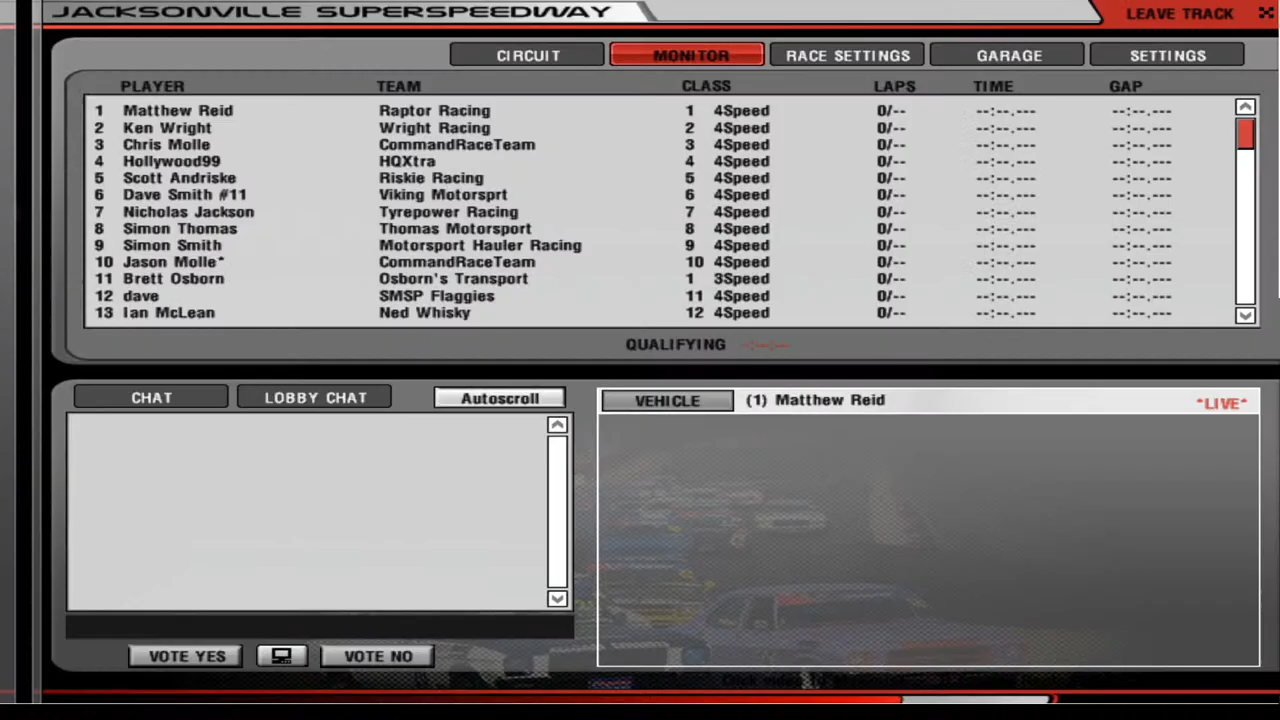 JACKSONVILLE SUPERSPEEDWAY LEAVE TRACK
CIRCUIT MONITOR RACE SETTINGS GARAGE SETTINGS
PLAYER TEAM CLASS LAPS TIME GAP
1 Matthew Reid Raptor Racing 1 4Speed 0/-- --:--.--- --:--.---
2 Ken Wright Wright Racing 2 4Speed 0/-- --:--.--- --:--.---
3 Chris Molle CommandRaceTeam 3 4Speed 0/-- --:--.--- --:--.---
4 Hollywood99 HQXtra 4 4Speed 0/-- --:--.--- --:--.---
5 Scott Andriske Riskie Racing 5 4Speed 0/-- --:--.--- --:--.---
6 Dave Smith #11 Viking Motorsprt 6 4Speed 0/-- --:--.--- --:--.---
7 Nicholas Jackson Tyrepower Racing 7 4Speed 0/-- --:--.--- --:--.---
8 Simon Thomas Thomas Motorsport 8 4Speed 0/-- --:--.--- --:--.---
9 Simon Smith Motorsport Hauler Racing 9 4Speed 0/-- --:--.--- --:--.---
10 Jason Molle* CommandRaceTeam 10 4Speed 0/-- --:--.--- --:--.---
11 Brett Osborn Osborn's Transport 1 3Speed 0/-- --:--.--- --:--.---
12 dave SMSP Flaggies 11 4Speed 0/-- --:--.--- --:--.---
13 Ian McLean Ned Whisky 12 4Speed 0/-- --:--.--- --:--.---
QUALIFYING --:--:--
CHAT LOBBY CHAT Autoscroll
VEHICLE (1) Matthew Reid *LIVE*
VOTE YES VOTE NO